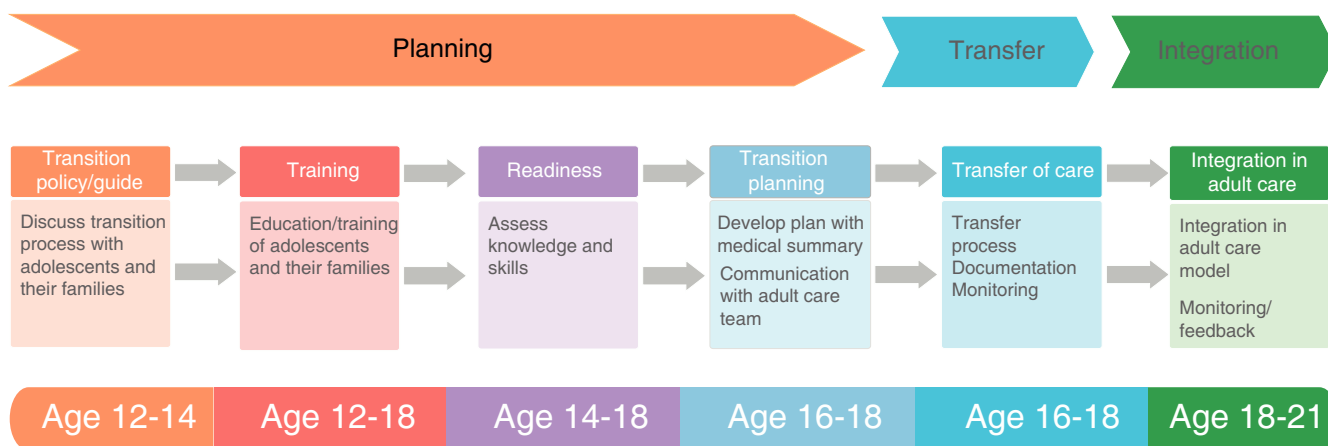 Planning
Transfer
Integration
Transition
policy/guide
Discuss transition
process with
adolescents and
their families
Training
Education/training
of adolescents
and their families
Readiness
Assess
knowledge and
skills
Transition
planning
Develop plan with
medical summary
Communication
with adult care
team
Transfer of care
Transfer
process
Documentation
Monitoring
Integration in
adult care
Integration in
adult care
model
Monitoring/
feedback
Age 12-14
Age 12-18
Age 14-18
Age 16-18
Age 16-18
Age 18-21